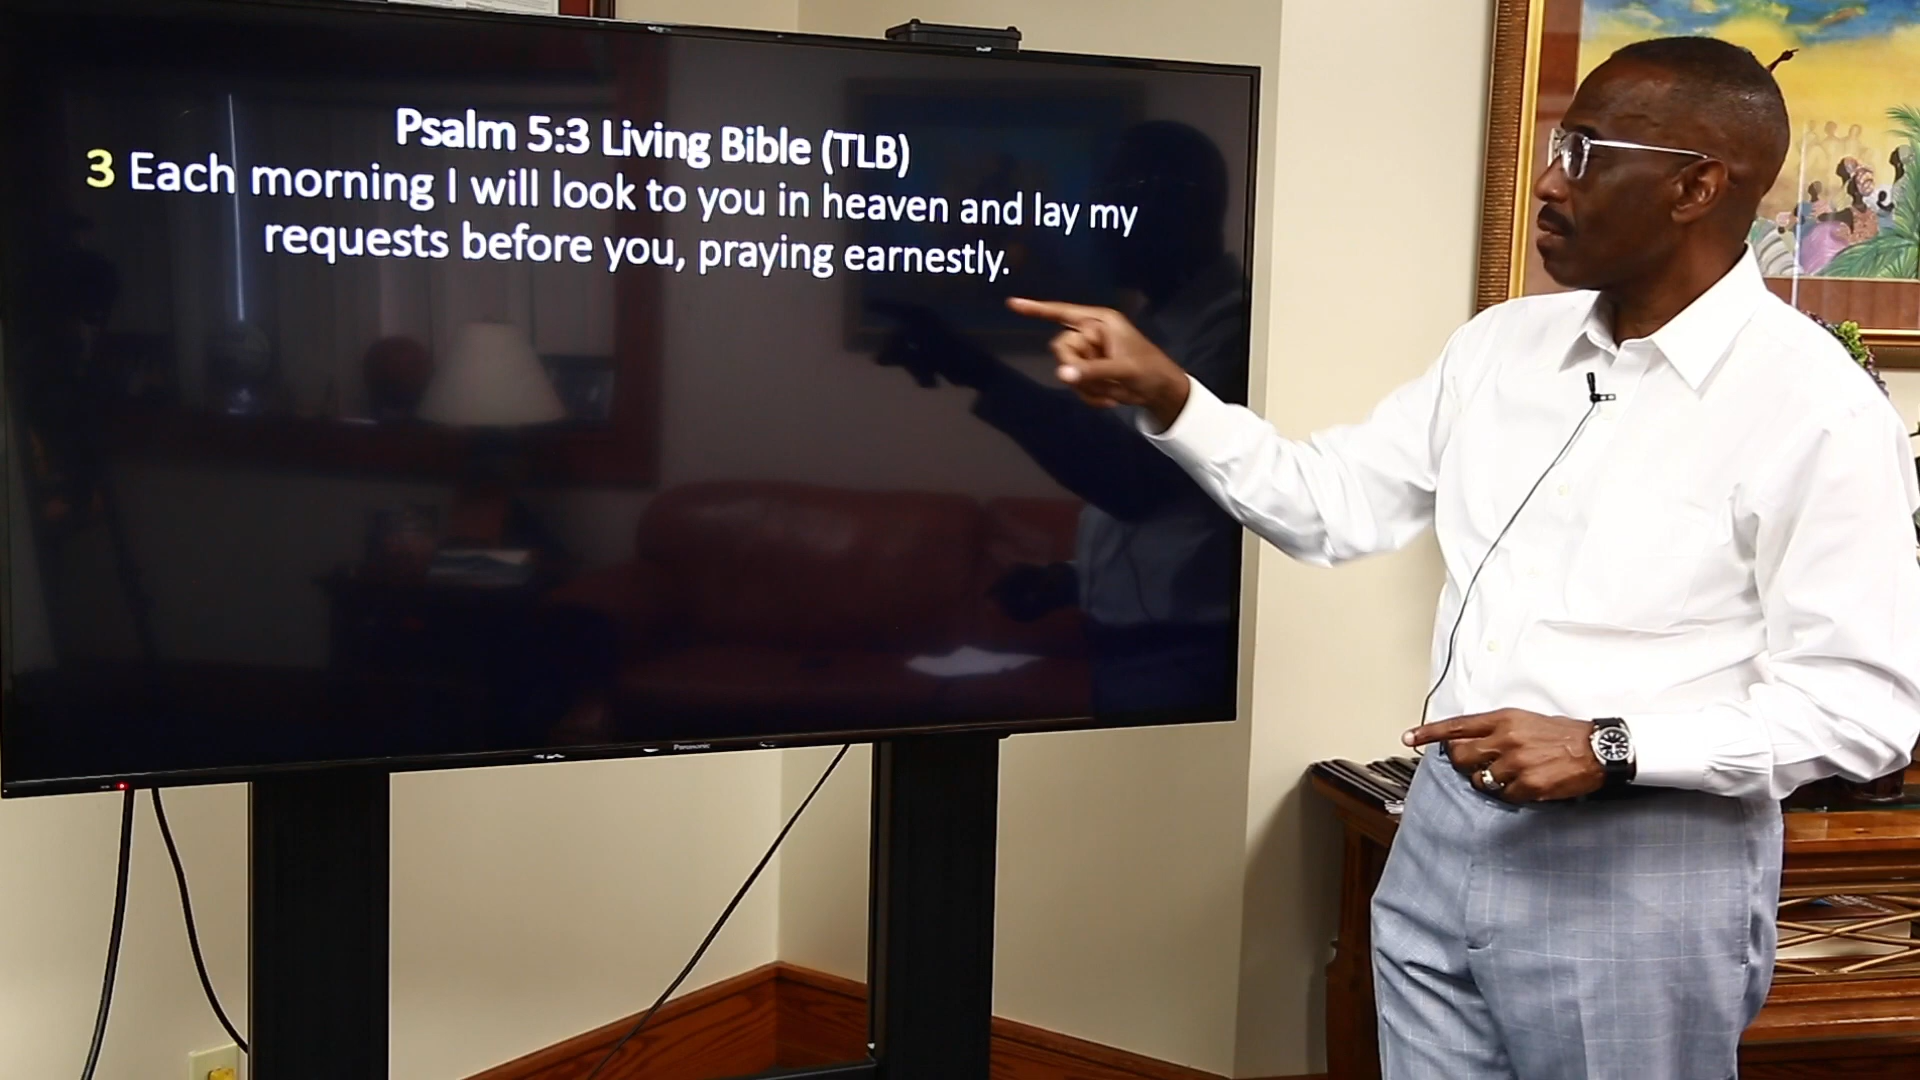 Psalm 5:3 Living Bible (TLB)
3 Each morning I will look to you in heaven and lay my
requests before you, praying earnestly.
Panasonic